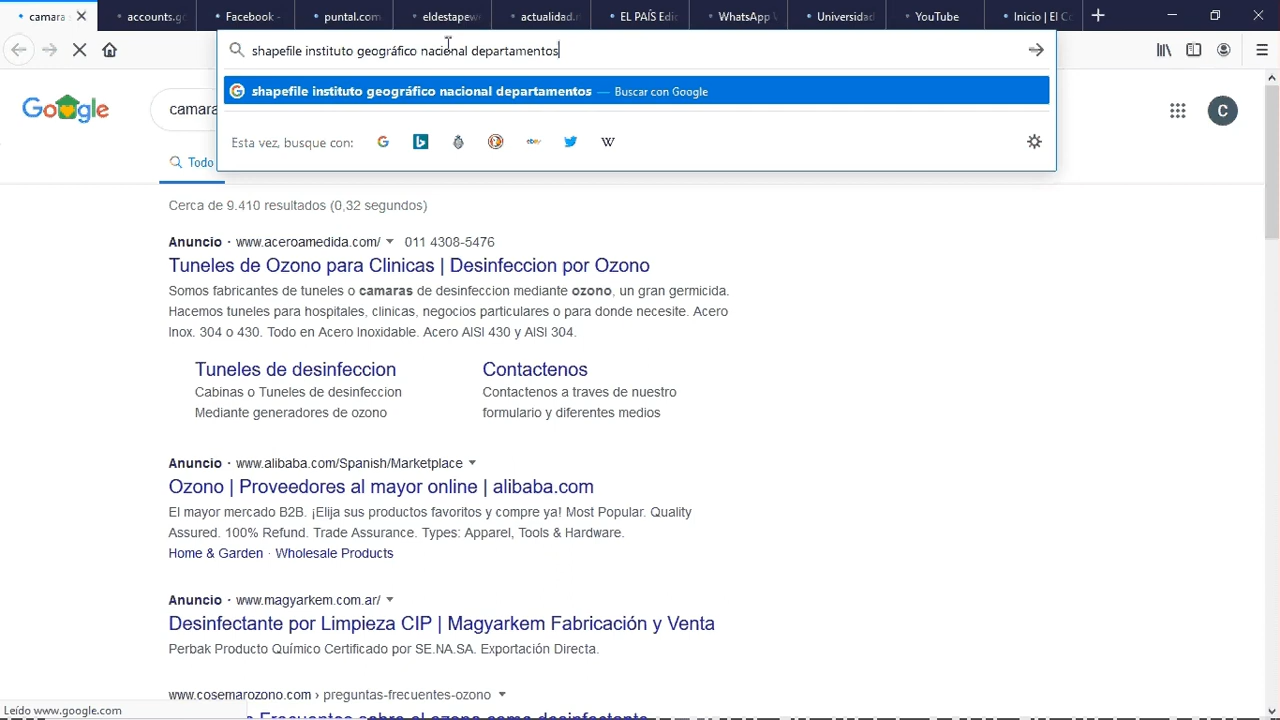 camara
accounts.go
Facebook -
puntal.com
eldestapewe
actualidad.r
EL PAÍS Edi
WhatsApp
Universidad
YouTube
Inicio | El C
shapefile instituto geográfico nacional departamentos
shapefile instituto geográfico nacional departamentos — Buscar con Google
Esta vez, busque con:
Google
camara
C
Todo
Cerca de 9.410 resultados (0,32 segundos)
Anuncio · www.aceroamedida.com/ 011 4308-5476
Tuneles de Ozono para Clinicas | Desinfeccion por Ozono
Somos fabricantes de tuneles o camaras de desinfeccion mediante ozono, un gran germicida.
Hacemos tuneles para hospitales, clinicas, negocios particulares o para donde necesite. Acero
Inox. 304 o 430. Todo en Acero Inoxidable. Acero AISI 430 y AISI 304.
Tuneles de desinfeccion
Cabinas o Tuneles de desinfeccion
Mediante generadores de ozono
Contactenos
Contactenos a traves de nuestro
formulario y diferentes medios
Anuncio · www.alibaba.com/Spanish/Marketplace
Ozono | Proveedores al mayor online | alibaba.com
El mayor mercado B2B. ¡Elija sus productos favoritos y compre ya! Most Popular. Quality
Assured. 100% Refund. Trade Assurance. Types: Apparel, Tools & Hardware.
Home & Garden · Wholesale Products
Anuncio · www.magyarkem.com.ar/
Desinfectante por Limpieza CIP | Magyarkem Fabricación y Venta
Perbak Producto Químico Certificado por SE.NA.SA. Exportación Directa.
www.cosemarozono.com › preguntas-frecuentes-ozono
Frecuentes sobre el ozono como desinfectante
Leído www.google.com